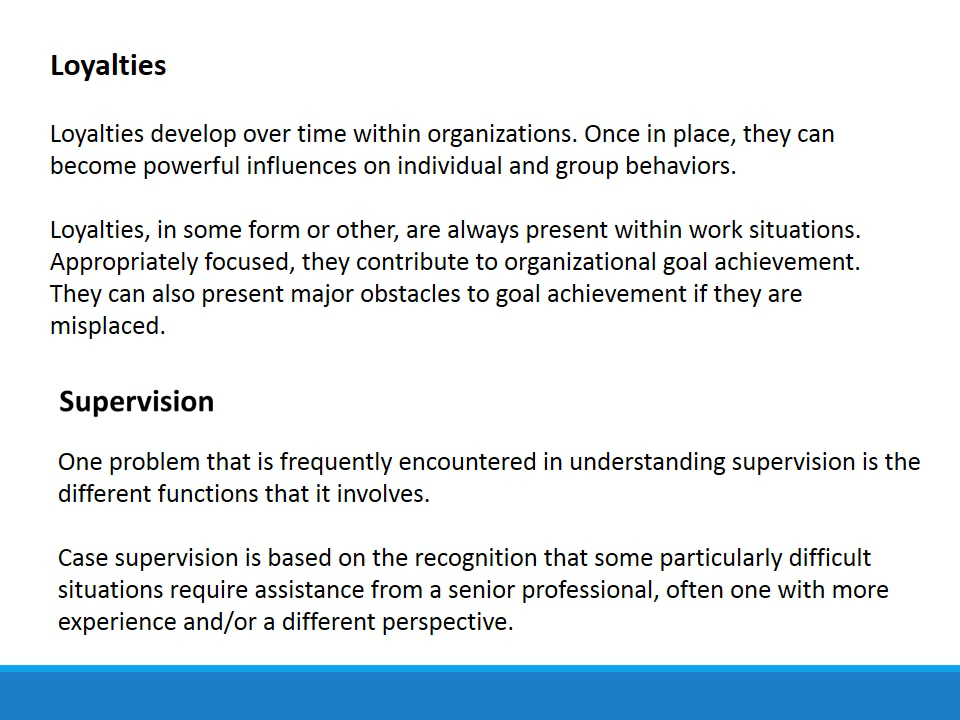 Loyalties
Loyalties develop over time within organizations. Once in place, they can
become powerful influences on individual and group behaviors.
Loyalties, in some form or other, are always present within work situations.
Appropriately focused, they contribute to organizational goal achievement.
They can also present major obstacles to goal achievement if they are
misplaced.
Supervision
One problem that is frequently encountered in understanding supervision is the
different functions that it involves.
Case supervision is based on the recognition that some particularly difficult
situations require assistance from a senior professional, often one with more
experience and/or a different perspective.